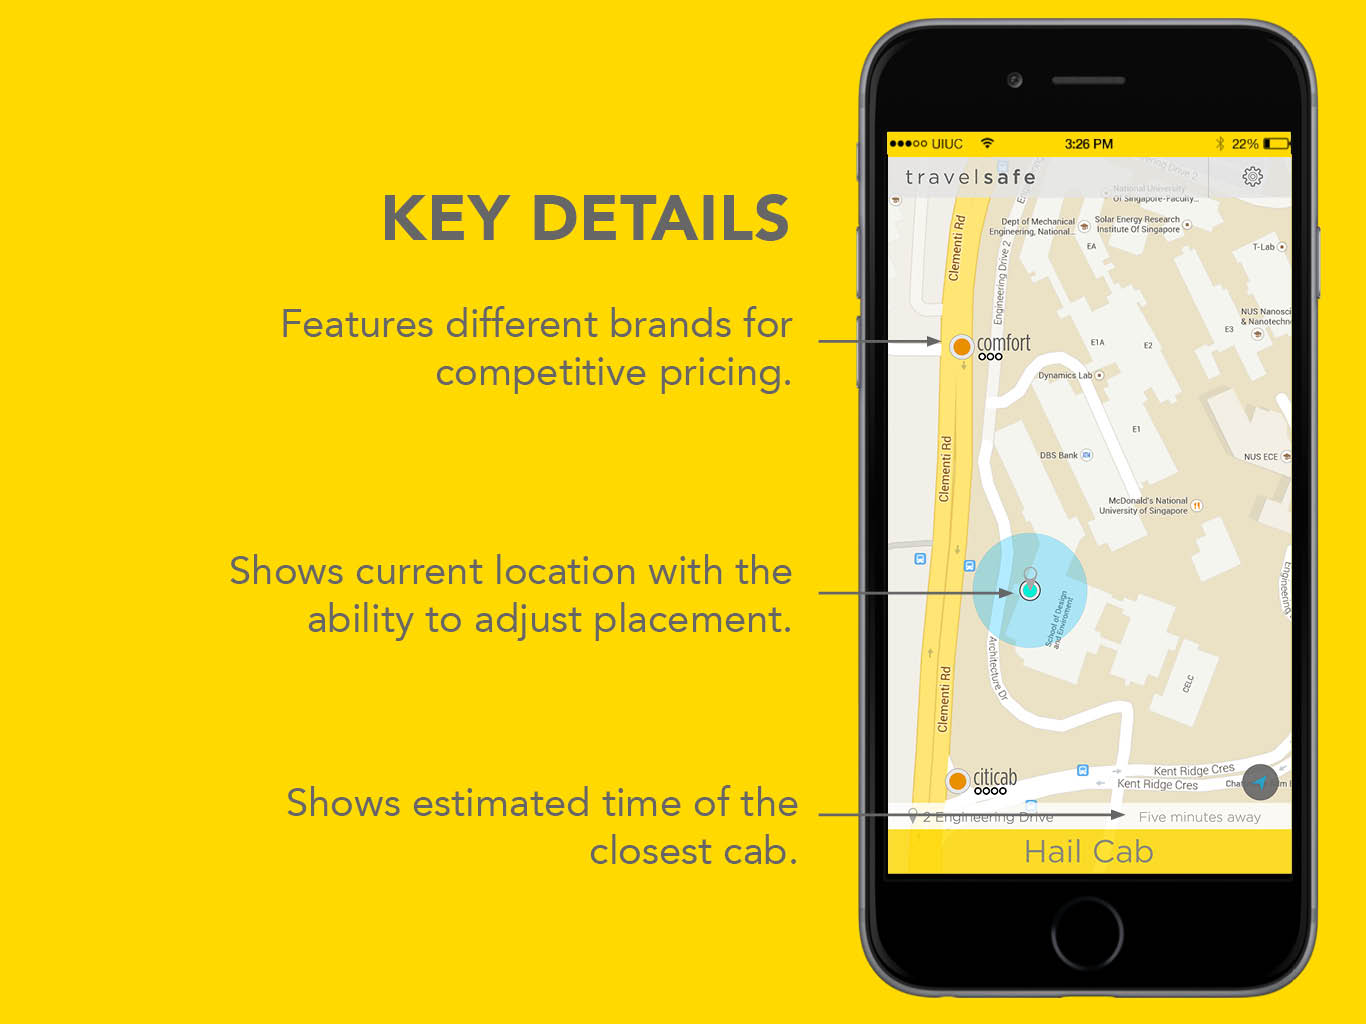 KEY DETAILS
Features different brands for
competitive pricing.
Shows current location with the
ability to adjust placement.
Shows estimated time of the
closest cab.
UIUC
3:26 PM
22%
travelsafe
Engineering Drive 2
National University
Of Singapore-Faculty...
Dept of Mechanical
Engineering, National...
Solar Energy Research
Institute Of Singapore
EA
T-Lab
Clementi Rd
Engineering Drive 2
NUS Nanosci
& Nanotechn
E3
comfort
E1A
E2
Dynamics Lab
E1
Clementi Rd
DBS Bank
NUS ECE
McDonald's National
University of Singapore
Engineering
School of Design
and Enviroment
Architecture Dr
Clementi Rd
CELC
citicab
Kent Ridge Cres
Kent Ridge Cres
2 Engineering Drive
Five minutes away
Hail Cab